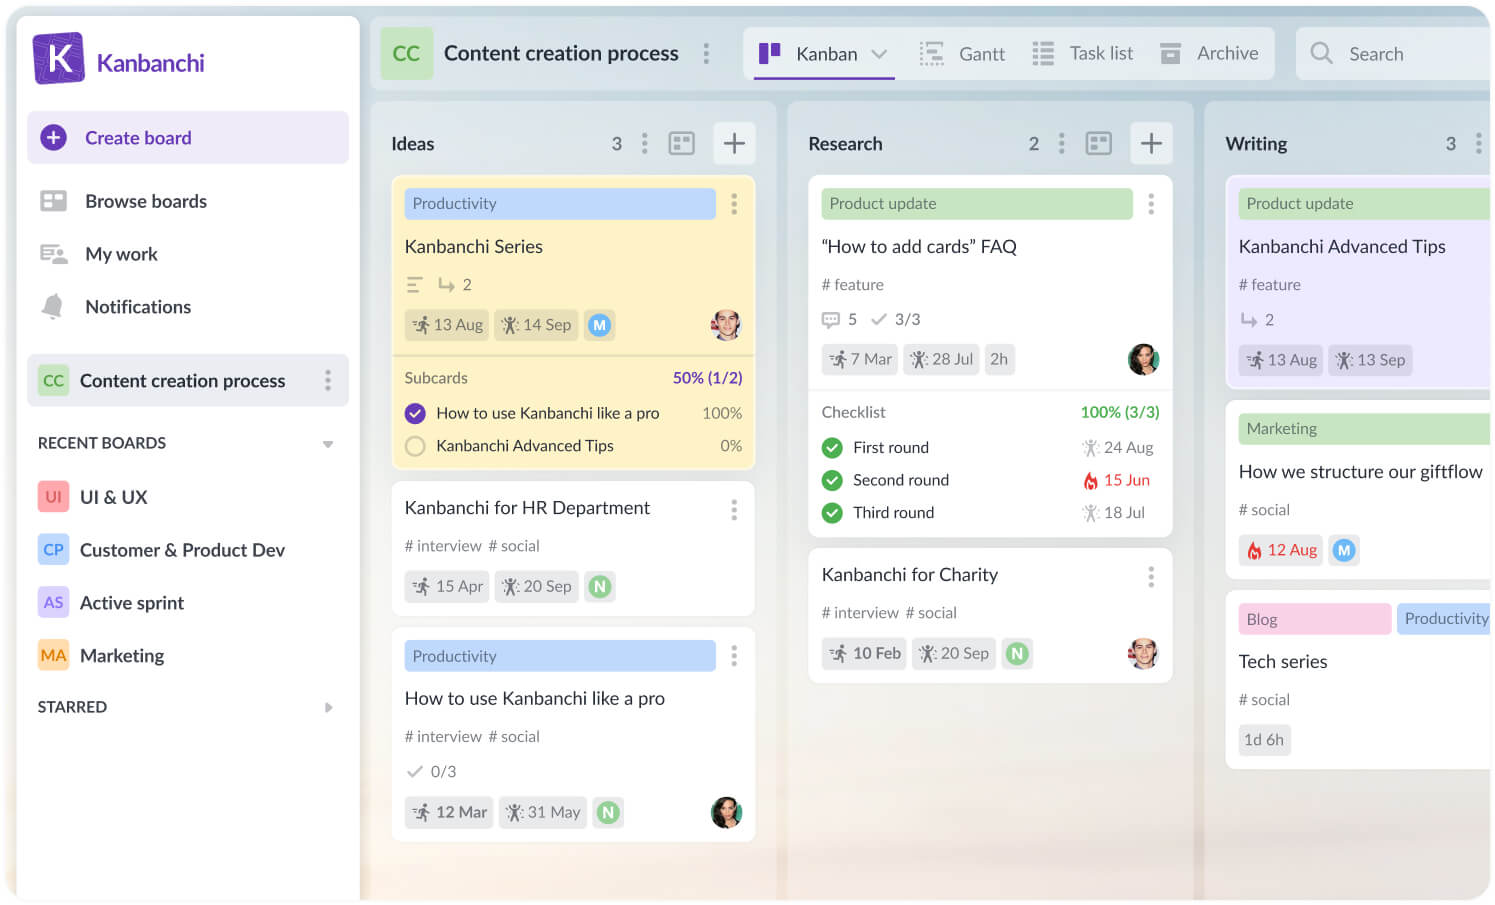 K Kanbanchi
Create board
Browse boards
My work
Notifications
CC Content creation process
RECENT BOARDS
UI UI & UX
CP Customer & Product Dev
AS Active sprint
MA Marketing
STARRED
CC Content creation process
Kanban Gantt Task list Archive
Search
Ideas 3
Productivity
Kanbanchi Series
2
13 Aug 14 Sep M
Subcards 50% (1/2)
How to use Kanbanchi like a pro 100%
Kanbanchi Advanced Tips 0%
Kanbanchi for HR Department
# interview # social
15 Apr 20 Sep N
Productivity
How to use Kanbanchi like a pro
# interview # social
0/3
12 Mar 31 May N
Research 2
Product update
“How to add cards” FAQ
# feature
5 3/3
7 Mar 28 Jul 2h
Checklist 100% (3/3)
First round 24 Aug
Second round 15 Jun
Third round 18 Jul
Kanbanchi for Charity
# interview # social
10 Feb 20 Sep N
Writing 3
Product update
Kanbanchi Advanced Tips
# feature
2
13 Aug 13 Sep
Marketing
How we structure our giftflow
# social
12 Aug M
Blog Productivity
Tech series
# social
1d 6h